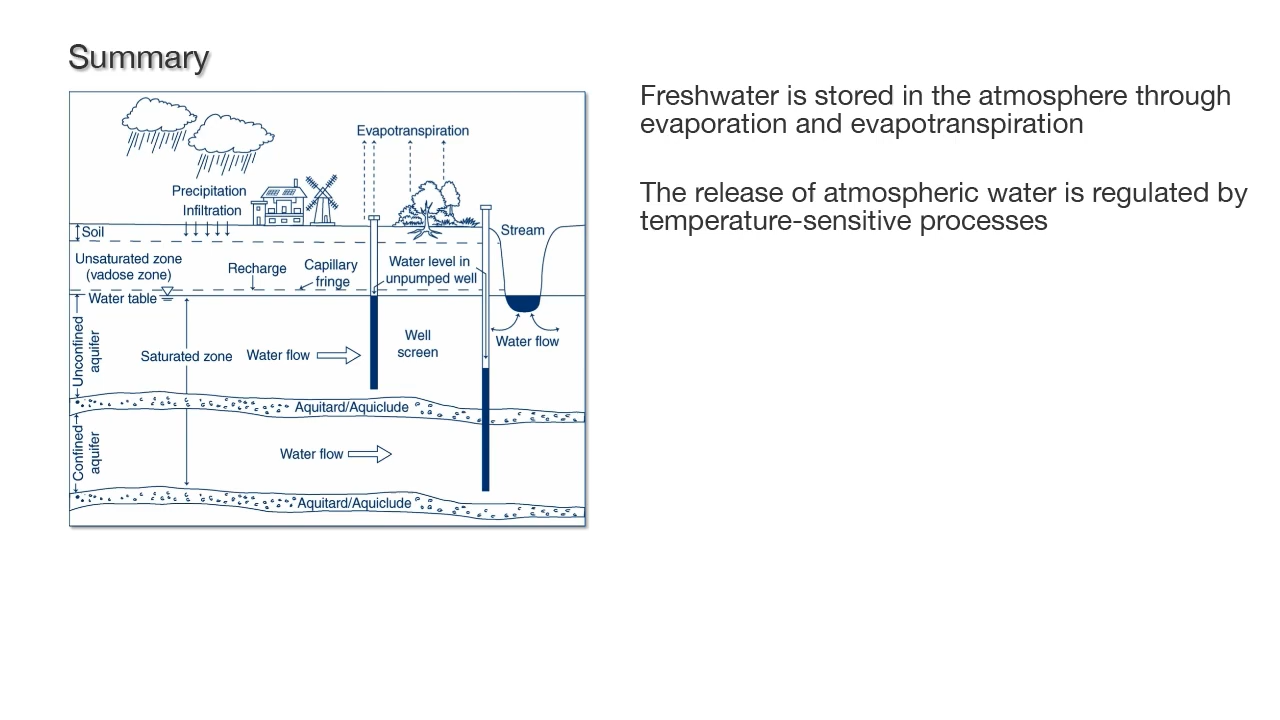 Summary
Freshwater is stored in the atmosphere through
evaporation and evapotranspiration
The release of atmospheric water is regulated by
temperature-sensitive processes
Evapotranspiration
Precipitation
Infiltration
Soil
Stream
Unsaturated zone
(vadose zone)
Recharge
Capillary
fringe
Water level in
unpumped well
Water table
Unconfined
aquifer
Saturated zone
Water flow
Well
screen
Water flow
Aquitard/Aquiclude
Confined
aquifer
Water flow
Aquitard/Aquiclude